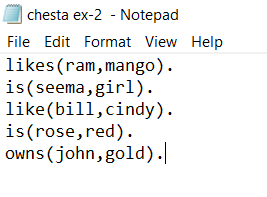 chesta ex-2 - Notepad
File Edit Format View Help
likes(ram,mango).
is(seema,girl).
like(bill,cindy).
is(rose,red).
owns(john,gold).